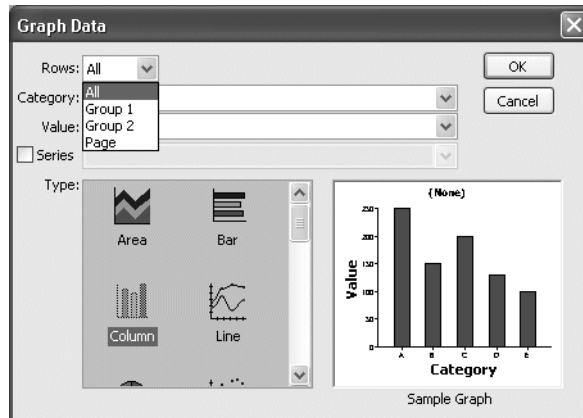 Graph Data
Rows: All
OK
All
Category:
Cancel
Group 1
Value:
Group 2
Series
Page
Type:
Area
Bar
Column
Line
(None)
250
200
150
100
50
0
Value
A B C D E
Category
Sample Graph